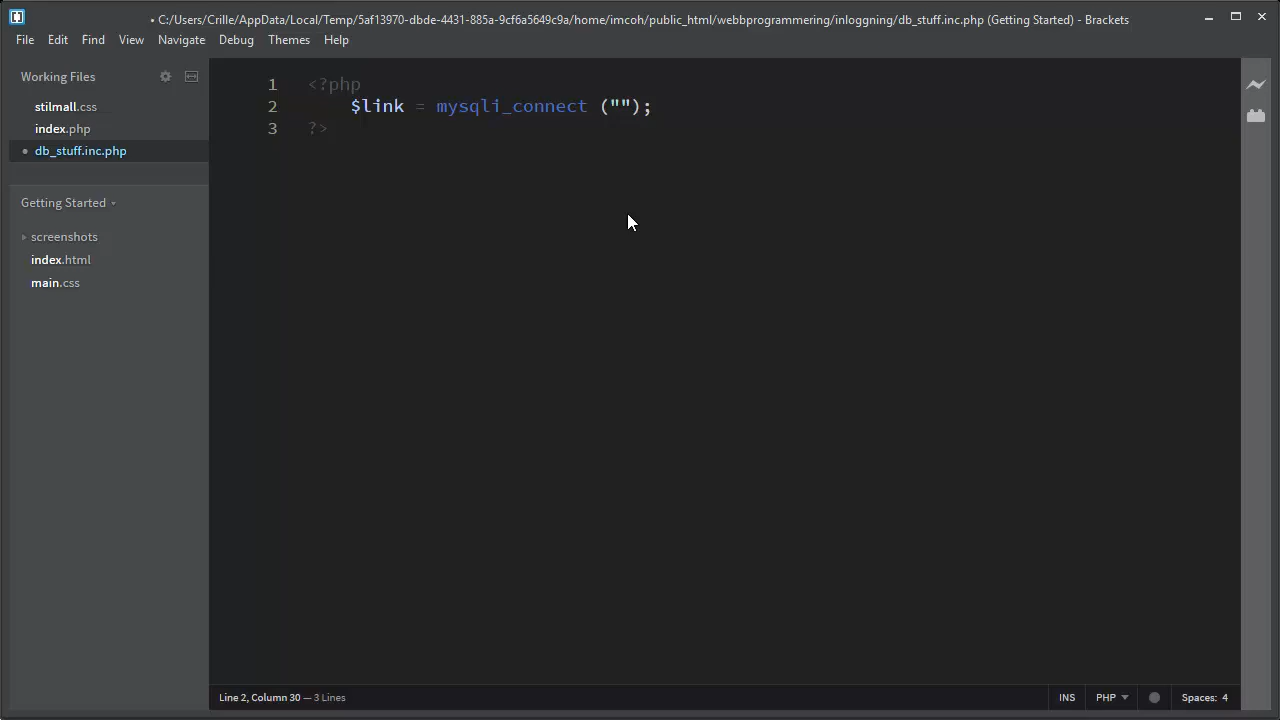 • C:/Users/Crille/AppData/Local/Temp/5af13970-dbde-4431-885a-9cf6a5649c9a/home/imcoh/public_html/webbprogrammering/inloggning/db_stuff.inc.php (Getting Started) - Brackets
File Edit Find View Navigate Debug Themes Help
Working Files
stilmall.css
index.php
• db_stuff.inc.php
Getting Started
screenshots
index.html
main.css
1 <?php
2 $link = mysqli_connect ("");
3 ?>
Line 2, Column 30 — 3 Lines INS PHP Spaces: 4